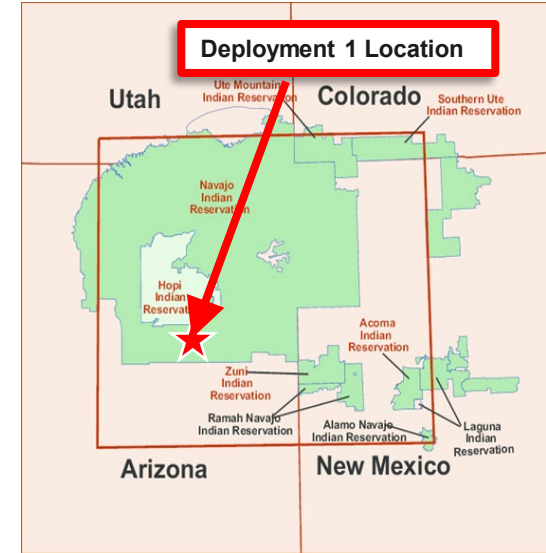 Deployment 1 Location
Utah
Ute Mountain
Indian Reservation
Colorado
Southern Ute
Indian Reservation
Navajo
Indian
Reservation
Hopi
Indian
Reservation
Acoma
Indian
Reservation
Zuni
Indian
Reservation
Ramah Navajo
Indian Reservation
Alamo Navajo
Indian Reservation
Laguna
Indian
Reservation
Arizona
New Mexico